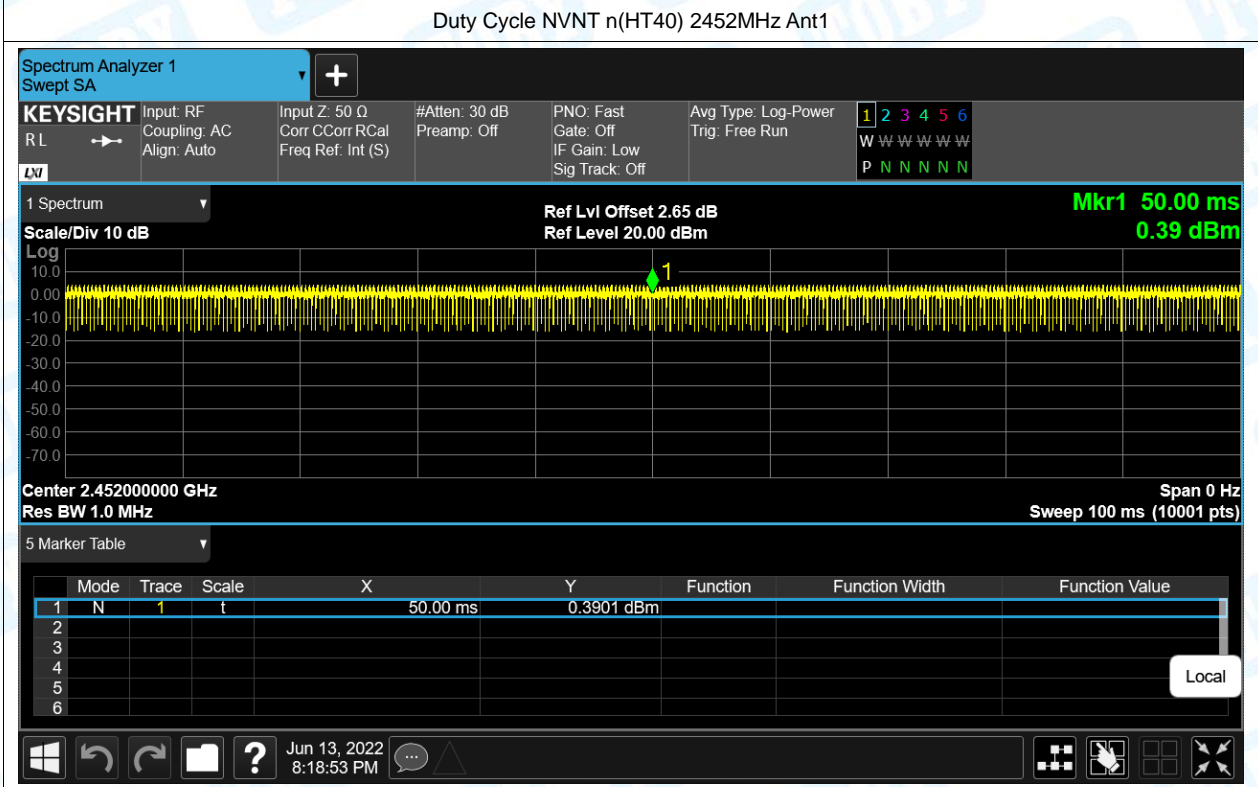 Duty Cycle NVNT n(HT40) 2452MHz Ant1
Spectrum Analyzer 1
Swept SA
KEYSIGHT
R L
LXI
Input: RF
Coupling: AC
Align: Auto
Input Z: 50 Ω
Corr CCorr RCal
Freq Ref: Int (S)
#Atten: 30 dB
Preamp: Off
PNO: Fast
Gate: Off
IF Gain: Low
Sig Track: Off
Avg Type: Log-Power
Trig: Free Run
1 2 3 4 5 6
W W W W W W
P N N N N N
1 Spectrum
Scale/Div 10 dB
Ref Lvl Offset 2.65 dB
Ref Level 20.00 dBm
Mkr1 50.00 ms
0.39 dBm
Log
10.0
0.00
-10.0
-20.0
-30.0
-40.0
-50.0
-60.0
-70.0
1
Center 2.452000000 GHz
Res BW 1.0 MHz
Span 0 Hz
Sweep 100 ms (10001 pts)
5 Marker Table
Mode Trace Scale X Y Function Function Width Function Value
1 N 1 t 50.00 ms 0.3901 dBm
2
3
4
5
6
Local
?
Jun 13, 2022
8:18:53 PM